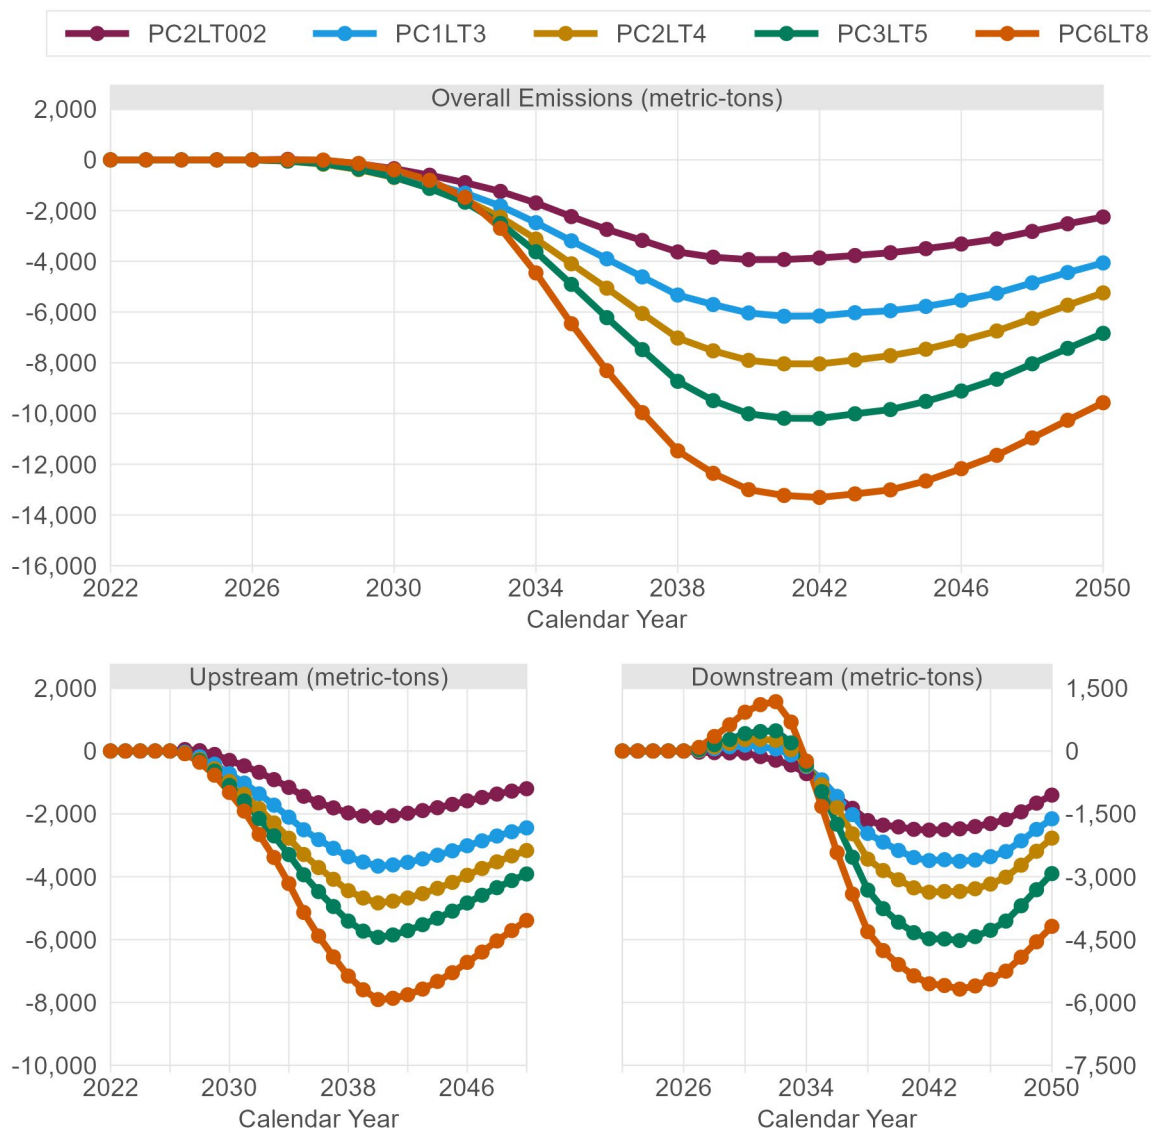 PC2LT002 PC1LT3 PC2LT4 PC3LT5 PC6LT8
Overall Emissions (metric-tons)
2,000
0
-2,000
-4,000
-6,000
-8,000
-10,000
-12,000
-14,000
-16,000
2022 2026 2030 2034 2038 2042 2046 2050
Calendar Year
Upstream (metric-tons)
2,000
0
-2,000
-4,000
-6,000
-8,000
-10,000
2022 2030 2038 2046
Calendar Year
Downstream (metric-tons)
1,500
0
-1,500
-3,000
-4,500
-6,000
-7,500
2026 2034 2042 2050
Calendar Year